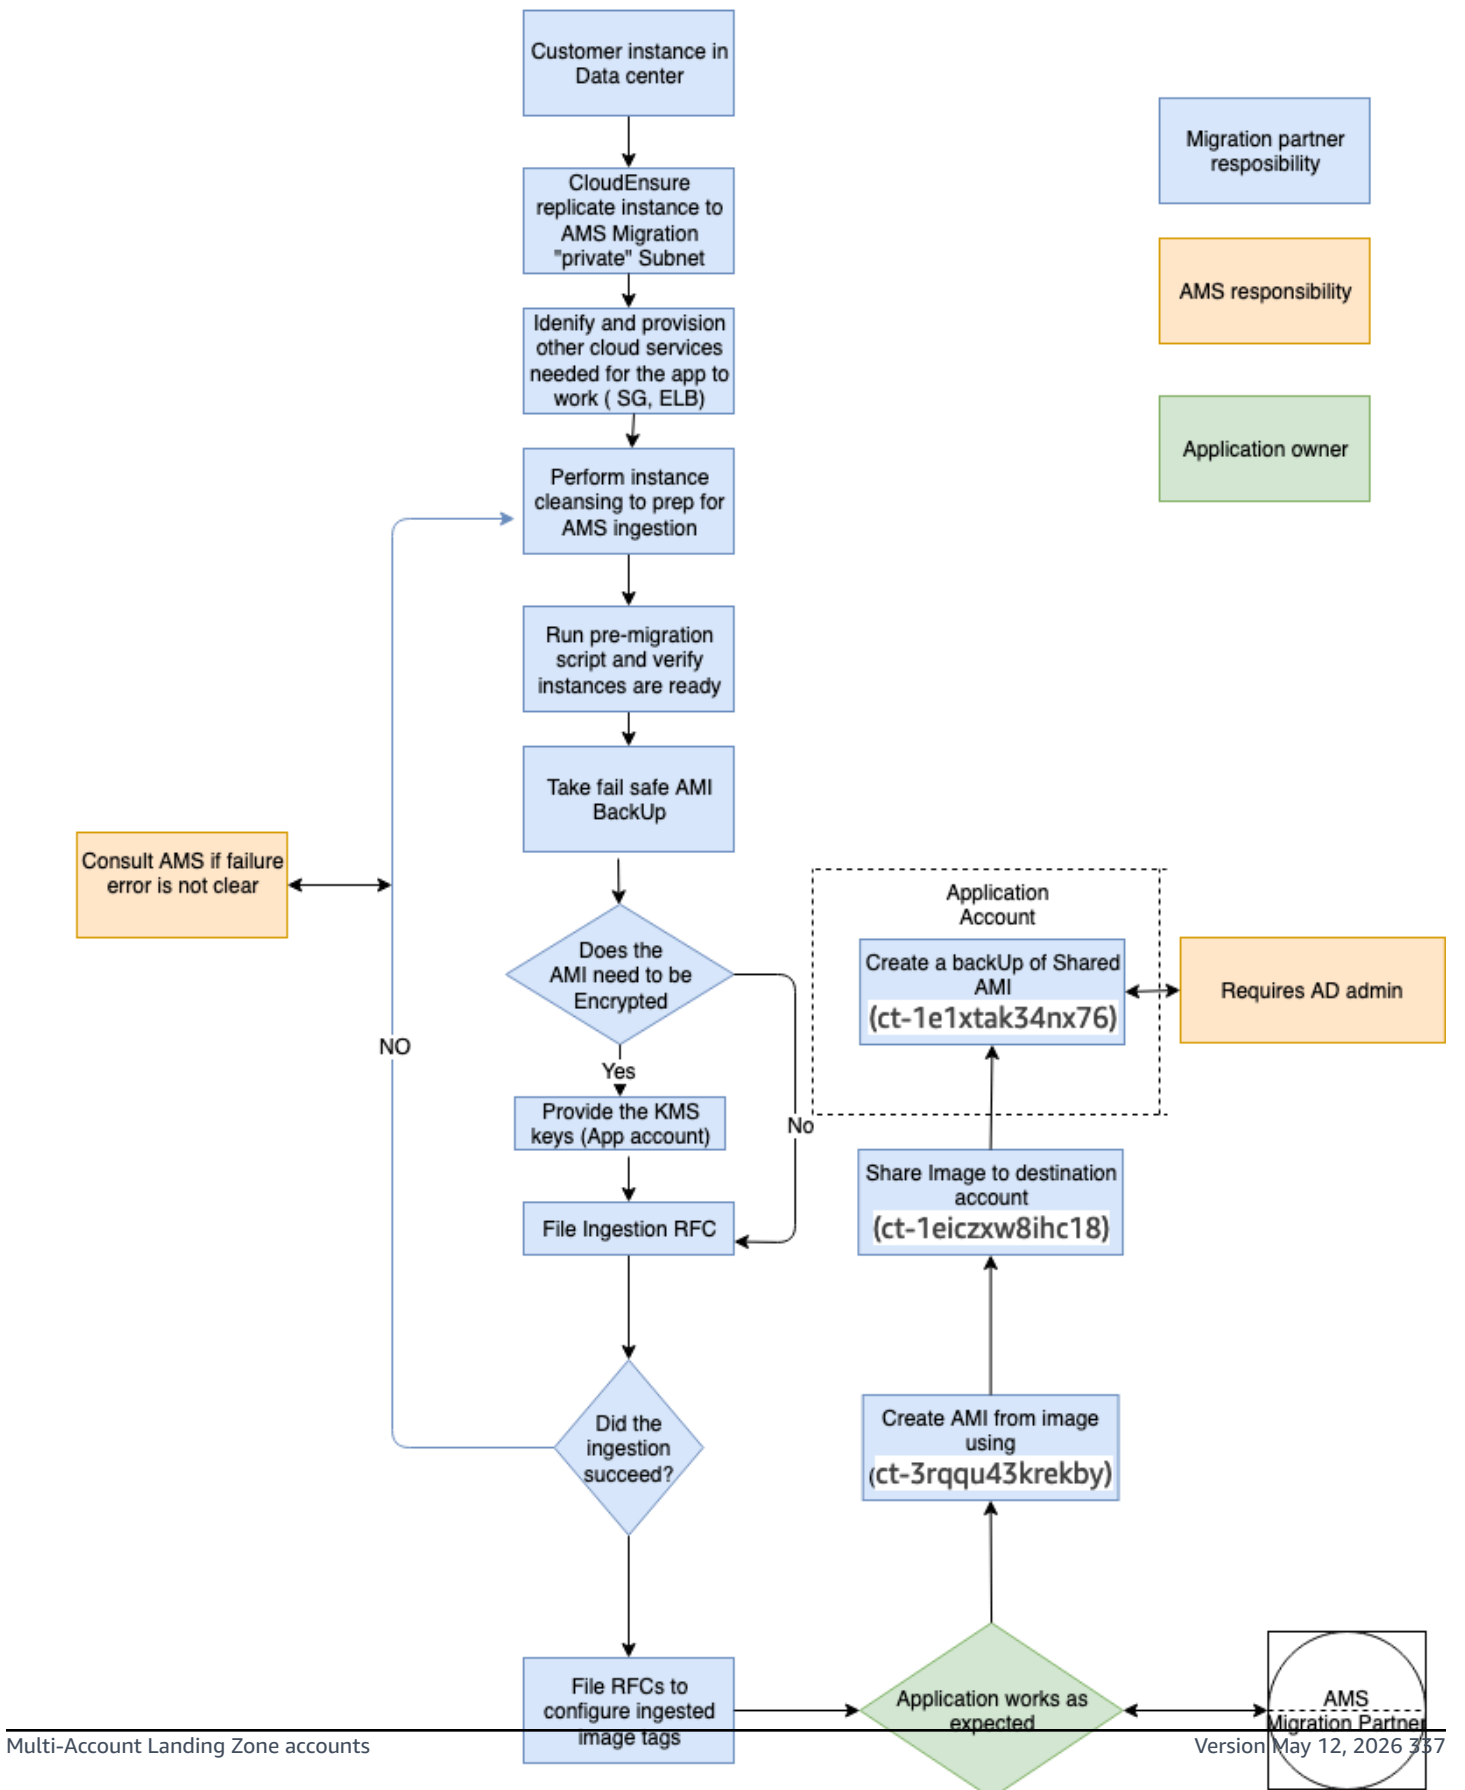 Customer instance in
Data center
CloudEnsure
replicate instance to
AMS Migration
"private" Subnet
Idenify and provision
other cloud services
needed for the app to
work ( SG, ELB)
Perform instance
cleansing to prep for
AMS ingestion
Run pre-migration
script and verify
instances are ready
Take fail safe AMI
BackUp
Does the
AMI need to be
Encrypted
Yes
No
Provide the KMS
keys (App account)
File Ingestion RFC
Did the
ingestion
succeed?
NO
Consult AMS if failure
error is not clear
File RFCs to
configure ingested
image tags
Application works as
expected
AMS
Migration Partner
Create AMI from image
using
(ct-3rqqu43krekby)
Share Image to destination
account
(ct-1eiczxw8ihc18)
Application
Account
Create a backUp of Shared
AMI
(ct-1e1xtak34nx76)
Requires AD admin
Migration partner
resposibility
AMS responsibility
Application owner
Multi-Account Landing Zone accounts
Version May 12, 2026 337